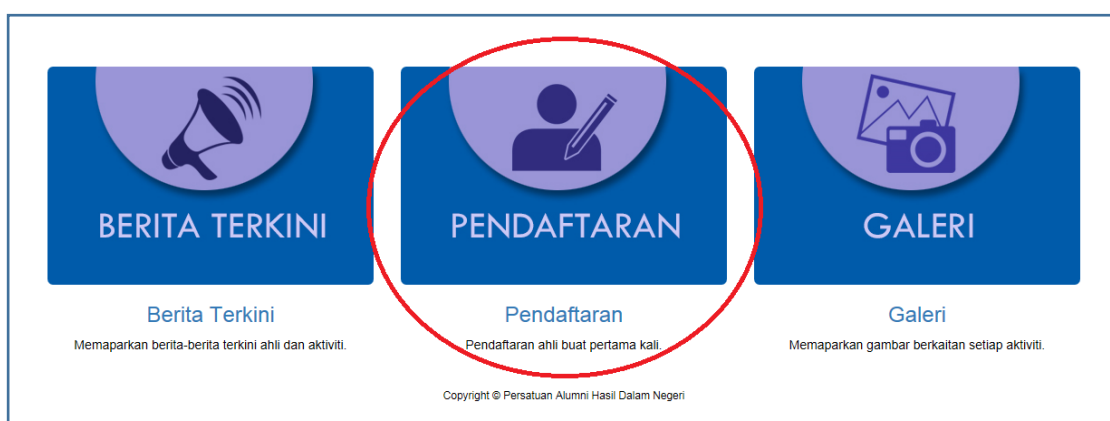 BERITA TERKINI
PENDAFTARAN
GALERI
Berita Terkini
Pendaftaran
Galeri
Memaparkan berita-berita terkini ahli dan aktiviti.
Pendaftaran ahli buat pertama kali.
Memaparkan gambar berkaitan setiap aktiviti.
Copyright © Persatuan Alumni Hasil Dalam Negeri